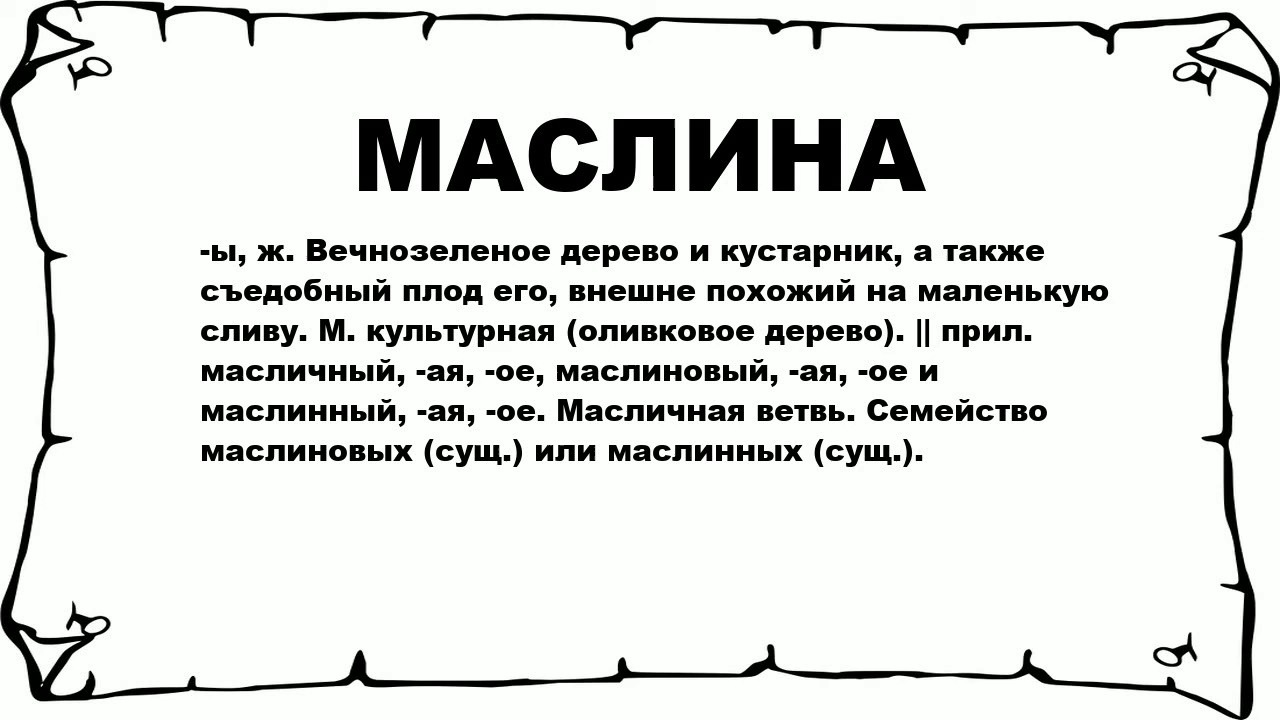 МАСЛИНА
-ы, ж. Вечнозеленое дерево и кустарник, а также
съедобный плод его, внешне похожий на маленькую
сливу. М. культурная (оливковое дерево). || прил.
масличный, -ая, -ое, маслиновый, -ая, -ое и
маслинный, -ая, -ое. Масличная ветвь. Семейство
маслиновых (сущ.) или маслинных (сущ.).